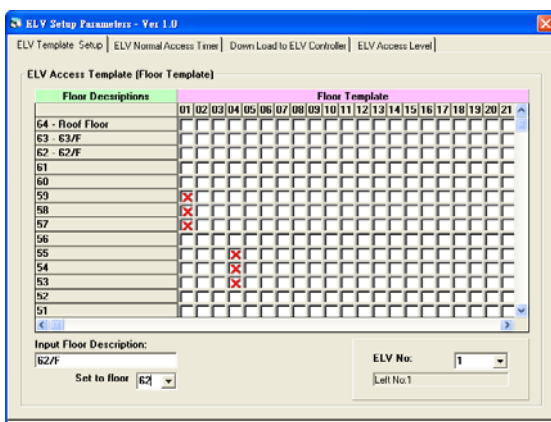 ELV Setup Parameters - Ver 1.0
ELV Template Setup ELV Normal Access Timer Down Load to ELV Controller ELV Access Level
ELV Access Template (Floor Template)
Floor Decsriptions Floor Template
01 02 03 04 05 06 07 08 09 10 11 12 13 14 15 16 17 18 19 20 21
64 - Roof Floor
63 - 63/F
62 - 62/F
61
60
59
58
57
56
55
54
53
52
51
Input Floor Description:
62/F
Set to floor 62
ELV No: 1
Left No:1